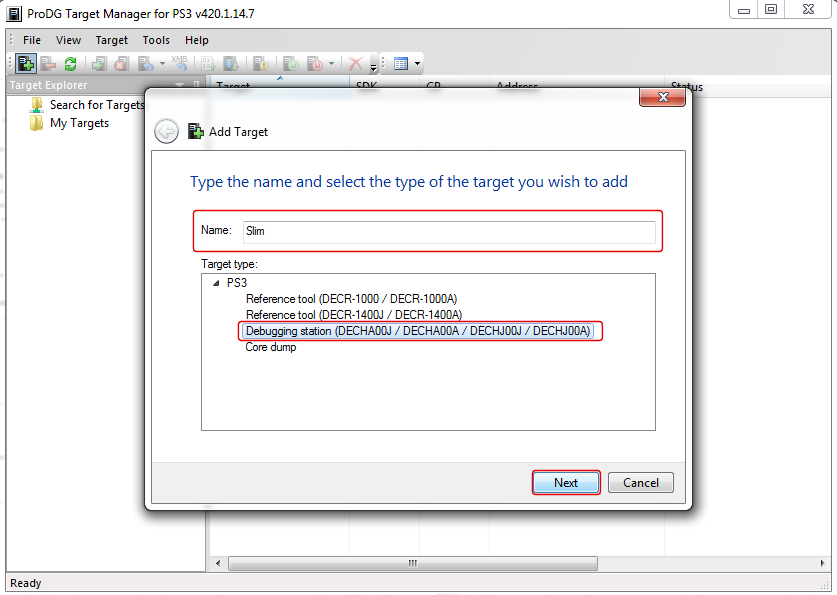 ProDG Target Manager for PS3 v420.1.14.7
File View Target Tools Help
XMB
Target Explorer
Target SDK CP Address Status
Search for Targets
My Targets
Add Target
Type the name and select the type of the target you wish to add
Name: Slim
Target type:
PS3
Reference tool (DECR-1000 / DECR-1000A)
Reference tool (DECR-1400J / DECR-1400A)
Debugging station (DECHA00J / DECHA00A / DECHJ00J / DECHJ00A)
Core dump
Next Cancel
Ready